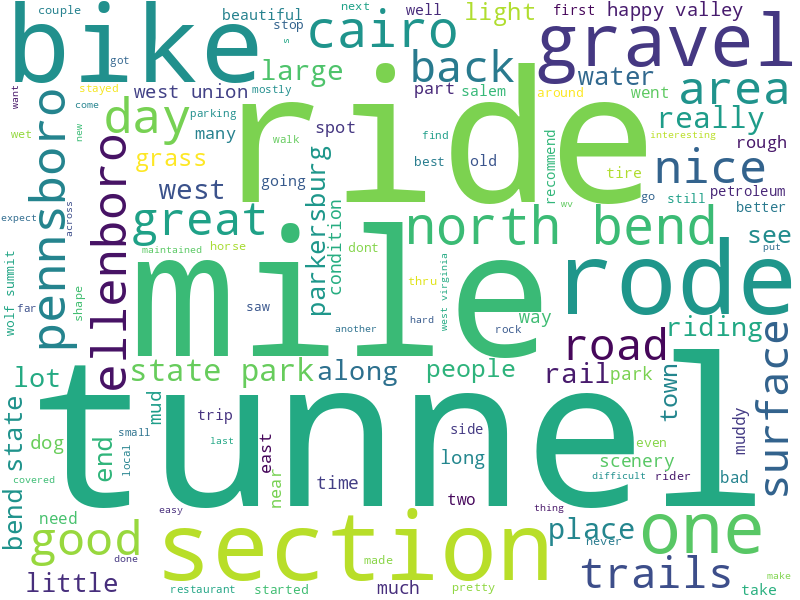 couple
beautiful
stop
s
got
bike
cairo
light
next
well
first
happy valley
gravel
large
back
water
area
want
stayed
come
new
west union
mostly
part
salem
around
went
really
pennsboro
day
parking
many
ride
spot
walk
find
recommend
interesting
rough
wet
grass
best
old
tire
nice
ellenboro
west
going
wv
go
still
petroleum
better
expect
across
great
parkersburg
condition
north bend
see
put
maintained
horse
dont
west virginia
wolf summit
far
shape
mile
saw
thru
hard
another
rock
way
rode
riding
road
surface
lot
state park
along
people
rail
park
town
tunnel
bend state
dog
end
mud
small
local
trip
last
east
near
side
long
time
two
even
scenery
difficult
rider
muddy
bad
covered
need
good
done
easy
section
thing
place
never
one
little
restaurant
started
made
much
pretty
trails
take
make